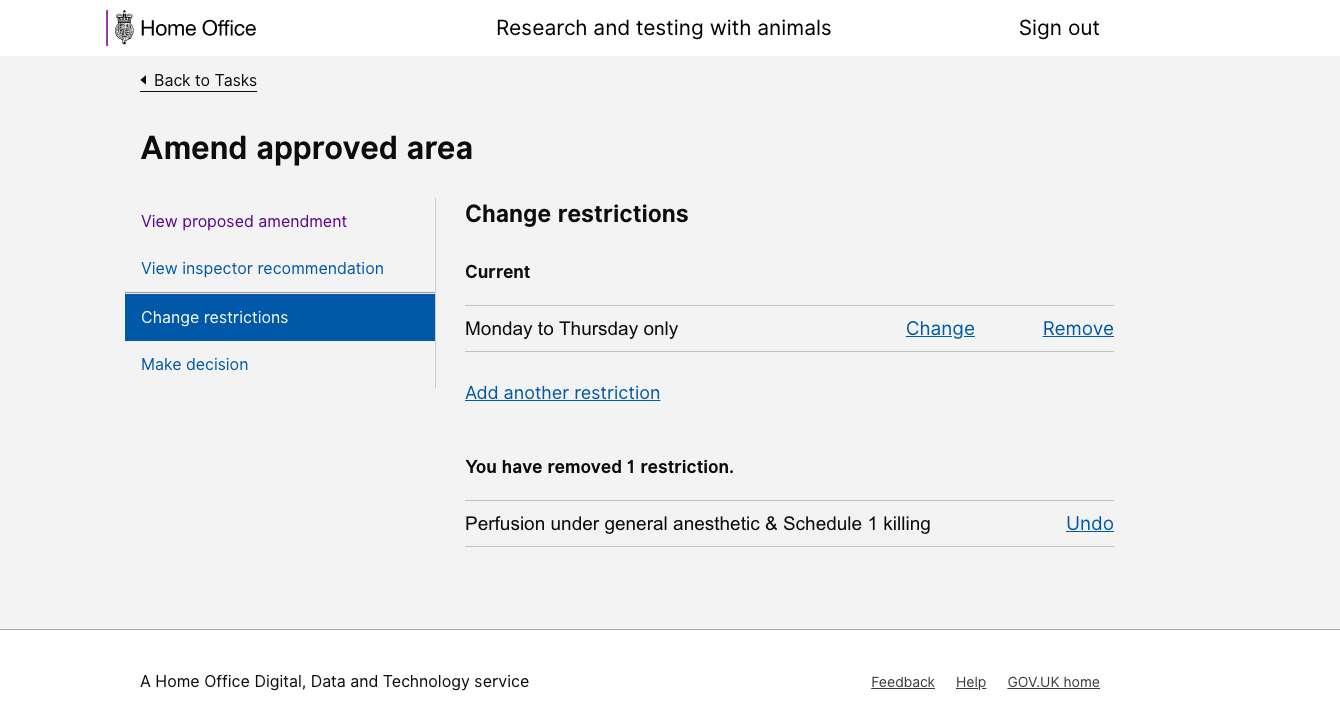 Home Office
Research and testing with animals
Sign out
Back to Tasks
Amend approved area
View proposed amendment
View inspector recommendation
Change restrictions
Make decision
Change restrictions
Current
Monday to Thursday only Change Remove
Add another restriction
You have removed 1 restriction.
Perfusion under general anesthetic & Schedule 1 killing Undo
A Home Office Digital, Data and Technology service
Feedback Help GOV.UK home